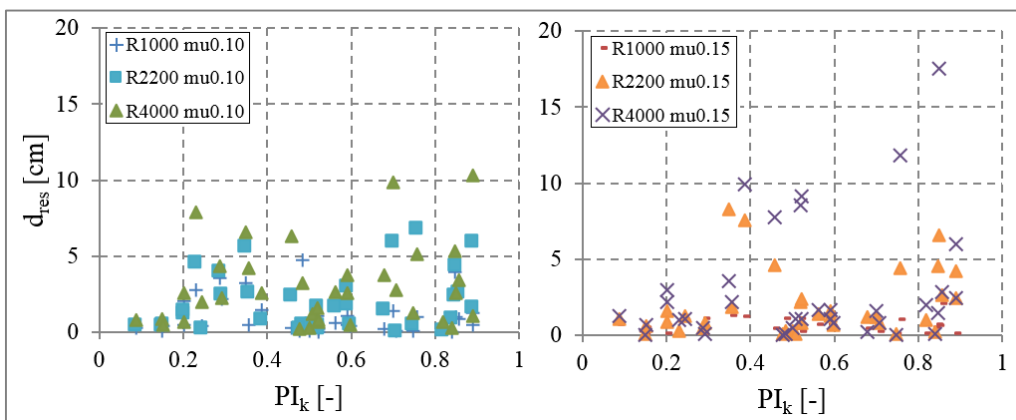 20
15
10
5
0
d_res [cm]
R1000 mu0.10
R2200 mu0.10
R4000 mu0.10
0 0.2 0.4 0.6 0.8 1
PI_k [-]
20
15
10
5
0
R1000 mu0.15
R2200 mu0.15
R4000 mu0.15
0 0.2 0.4 0.6 0.8 1
PI_k [-]